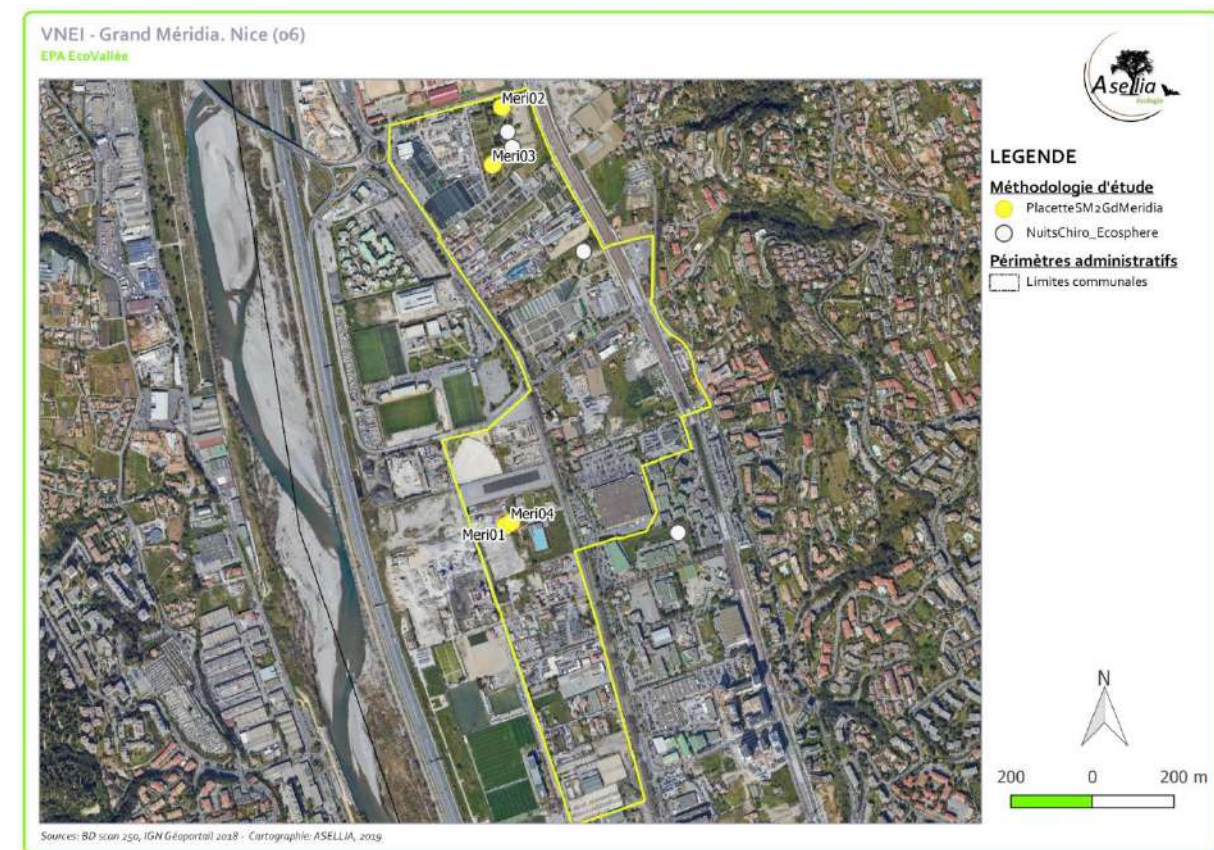 VNEI - Grand Méridia. Nice (06)
EPA EcoVallée
Asellia
écologie
Meri02
Meri03
Meri04
Meri01
LEGENDE
Méthodologie d'étude
PlacetteSM2GdMeridia
NuitsChiro_Ecosphere
Périmètres administratifs
Limites communales
N
200 0 200 m
Sources: BD scan 250, IGN Géoportail 2018 - Cartographie: ASELLIA, 2019